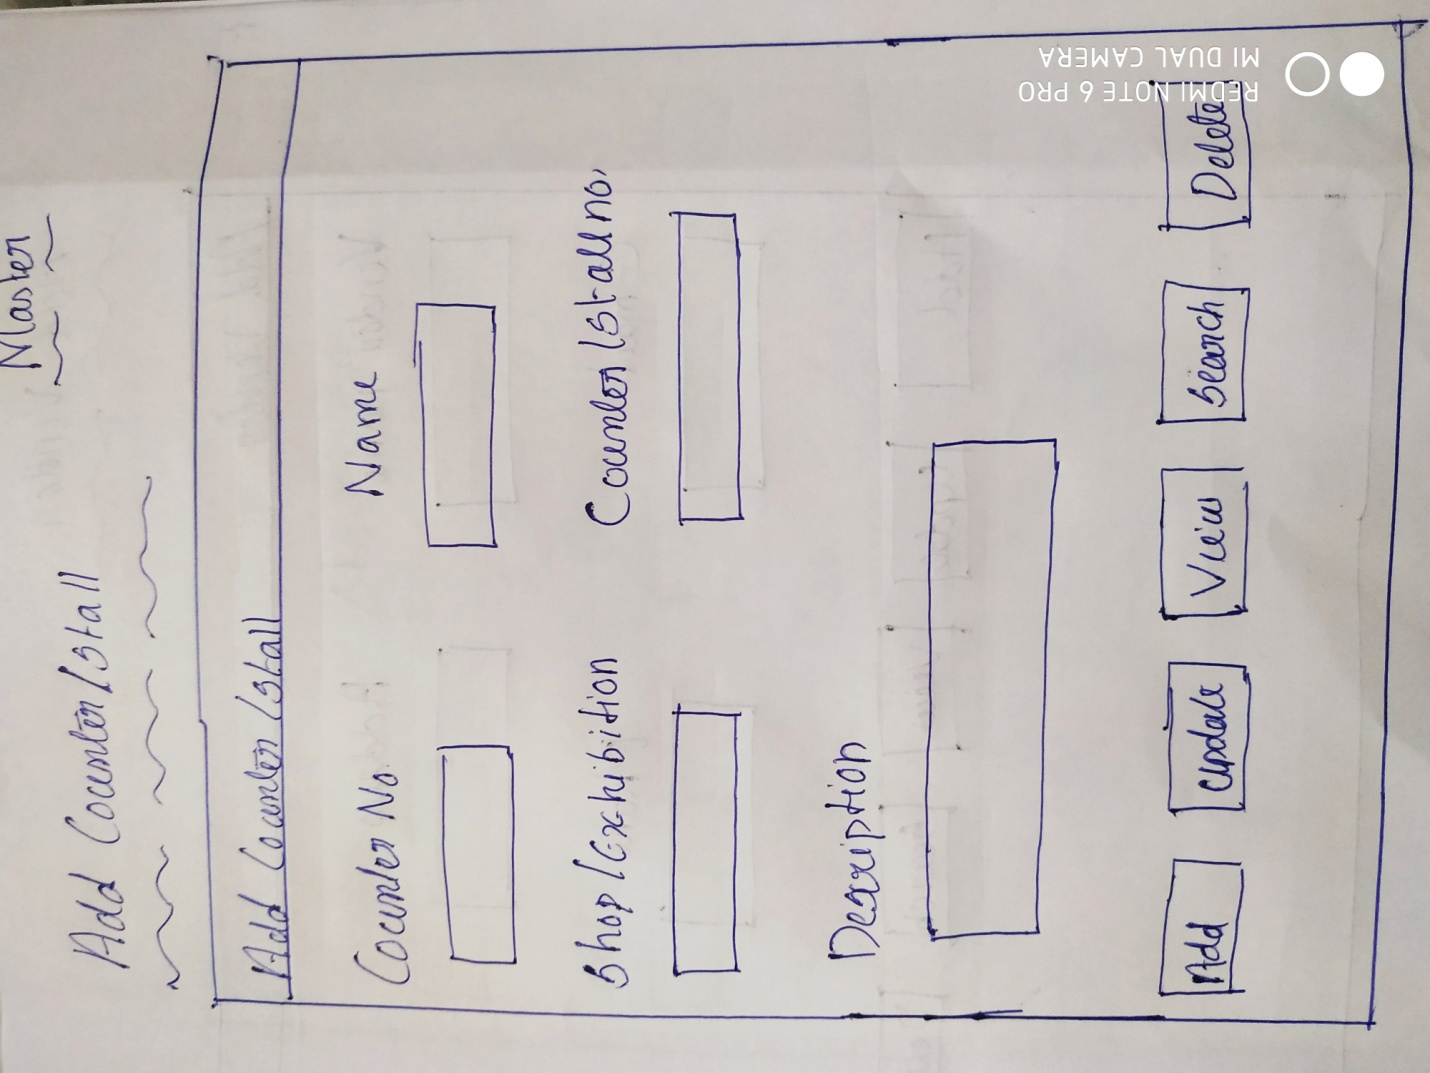 Master
Add Counter/Stall
Add Counter/Stall
Counter No. Name
Shop/Exhibition Counter/Stall no.
Description
Add Update View Search Delete
REDMI NOTE 6 PRO
MI DUAL CAMERA